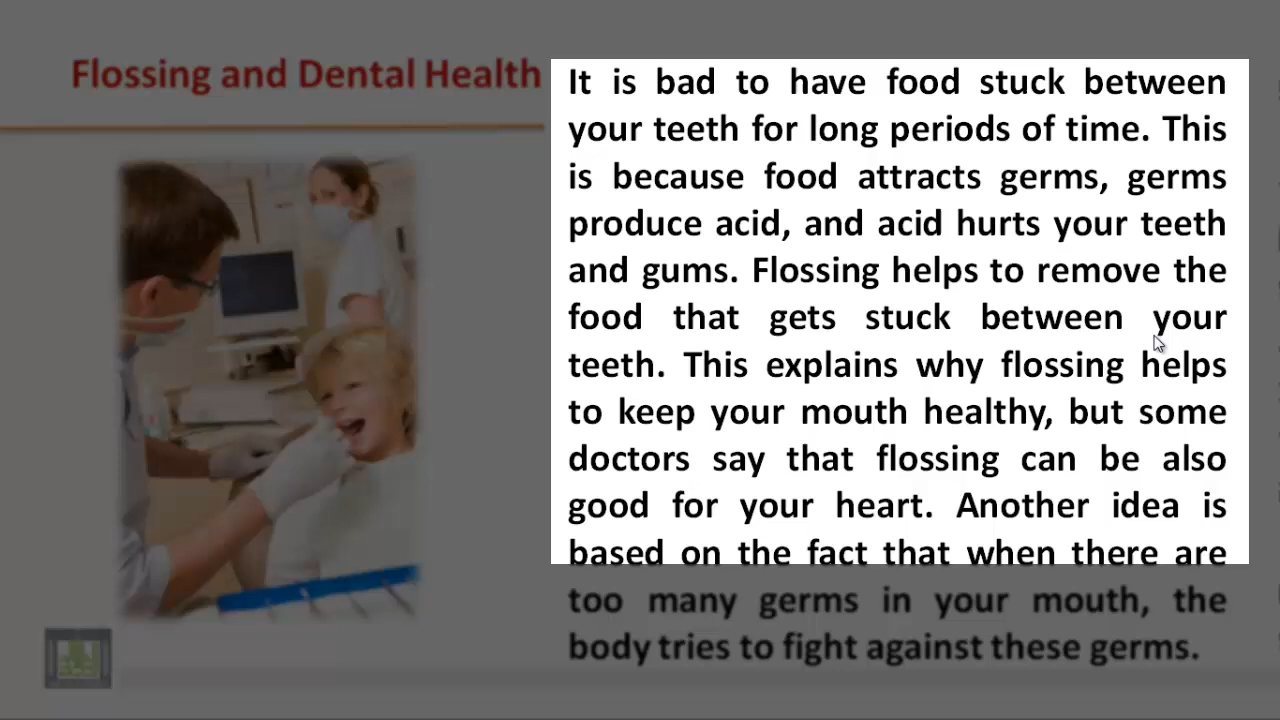 Flossing and Dental Health
It is bad to have food stuck between
your teeth for long periods of time. This
is because food attracts germs, germs
produce acid, and acid hurts your teeth
and gums. Flossing helps to remove the
food that gets stuck between your
teeth. This explains why flossing helps
to keep your mouth healthy, but some
doctors say that flossing can be also
good for your heart. Another idea is
based on the fact that when there are
too many germs in your mouth, the
body tries to fight against these germs.